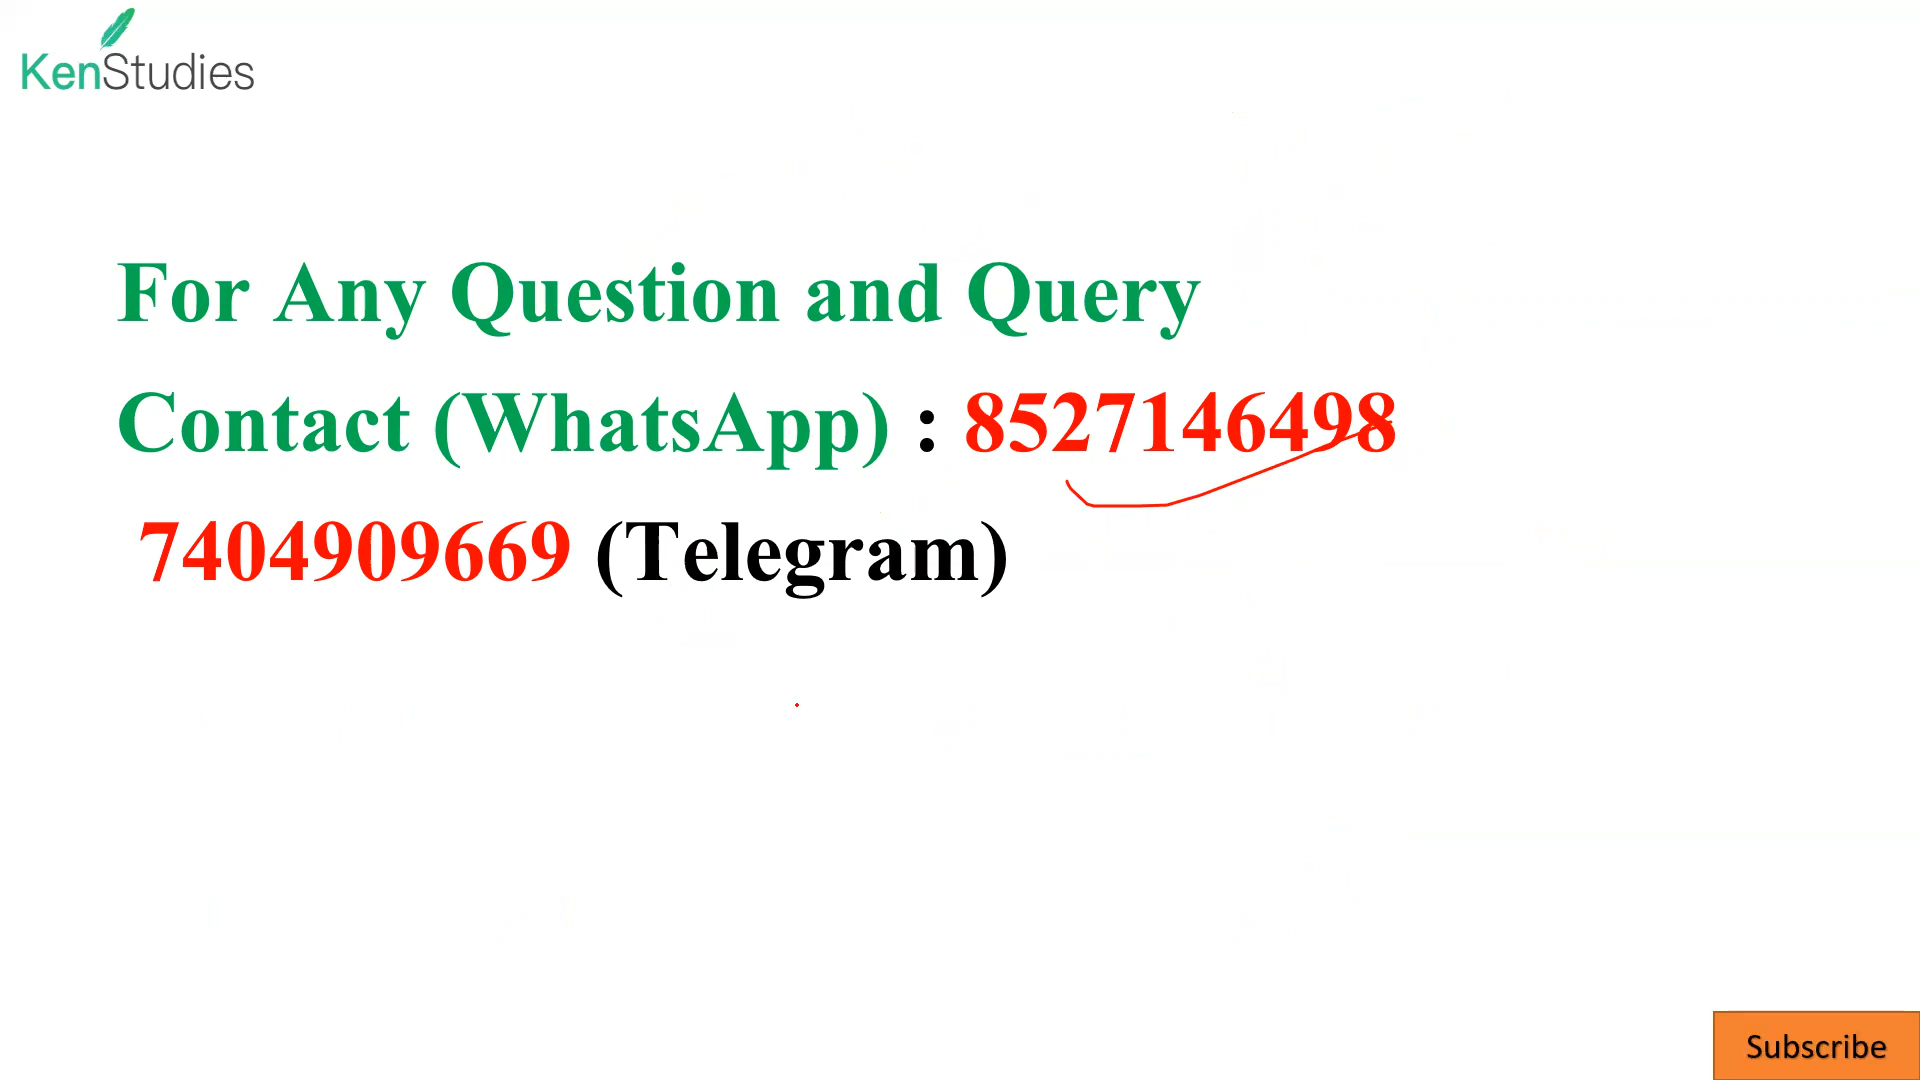 KenStudies
For Any Question and Query
Contact (WhatsApp) : 8527146498
7404909669 (Telegram)
Subscribe